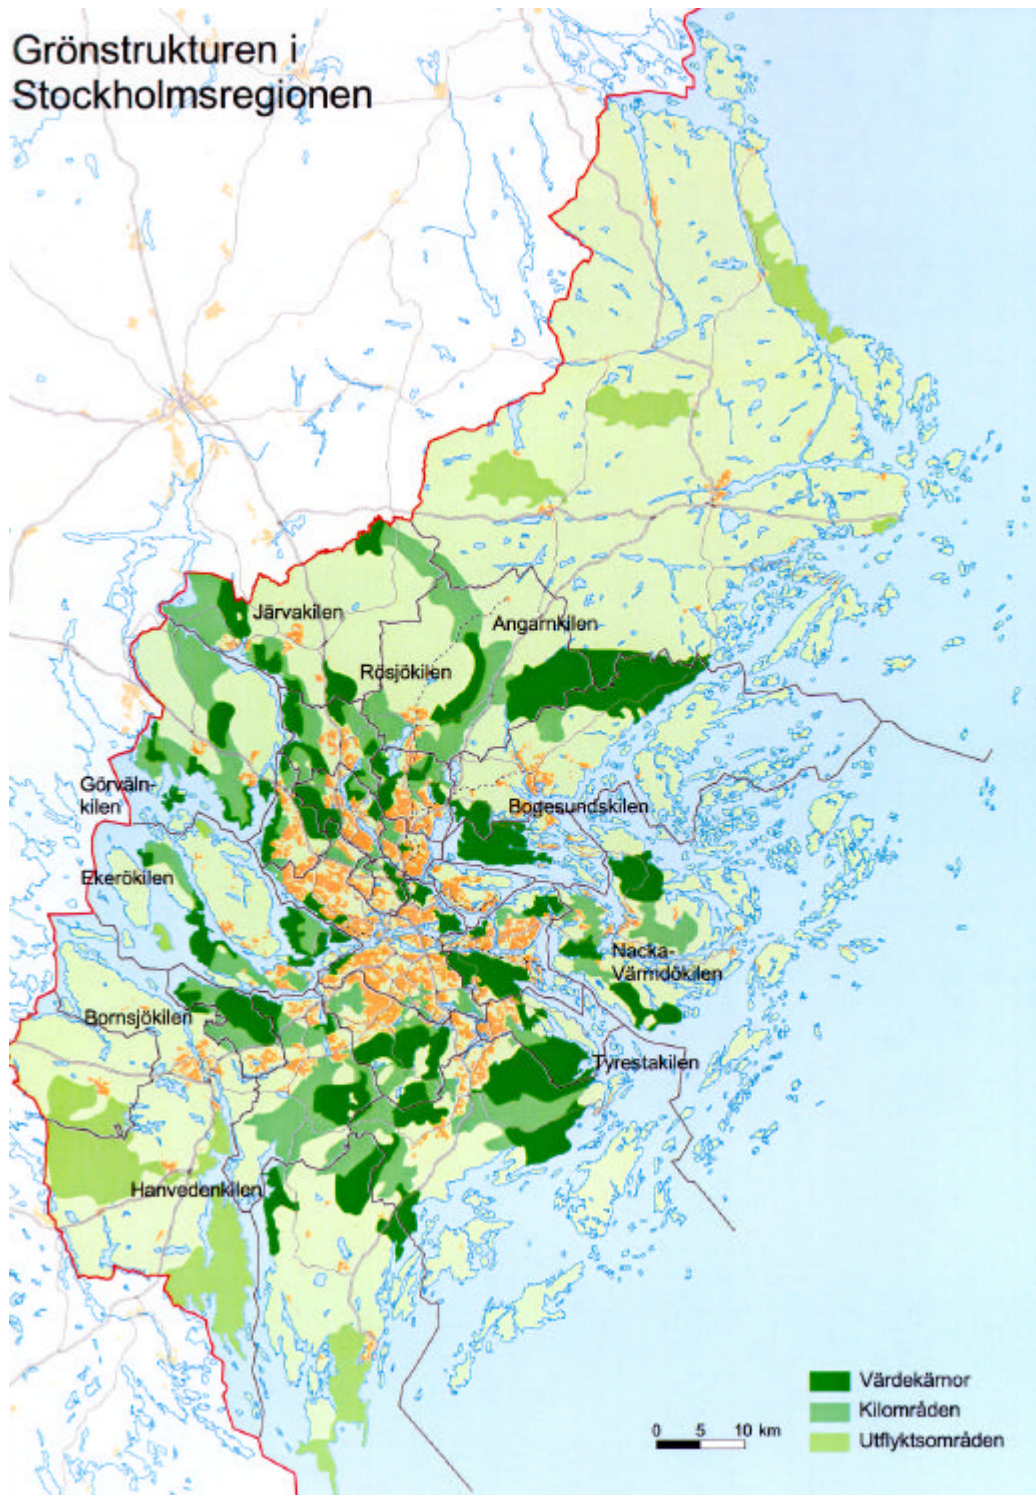 Grönstrukturen i
Stockholmsregionen
Järvakilen
Angarnkilen
Rösjökilen
Görväln-
kilen
Bogesundskilen
Ekerökilen
Nacka-
Värmdökilen
Bornsjökilen
Tyrestakilen
Hanvedenkilen
Värdekärnor
Kilområden
Utflyktsområden
0 5 10 km